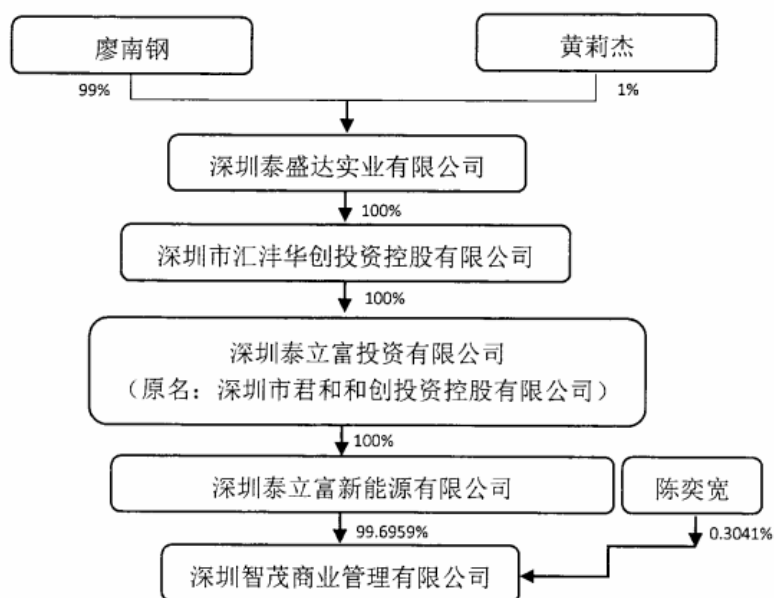 廖南钢
黄莉杰
99%
1%
深圳泰盛达实业有限公司
100%
深圳市汇沣华创投资控股有限公司
100%
深圳泰立富投资有限公司
（原名：深圳市君和和创投资控股有限公司）
100%
深圳泰立富新能源有限公司
陈奕宽
99.6959%
0.3041%
深圳智茂商业管理有限公司